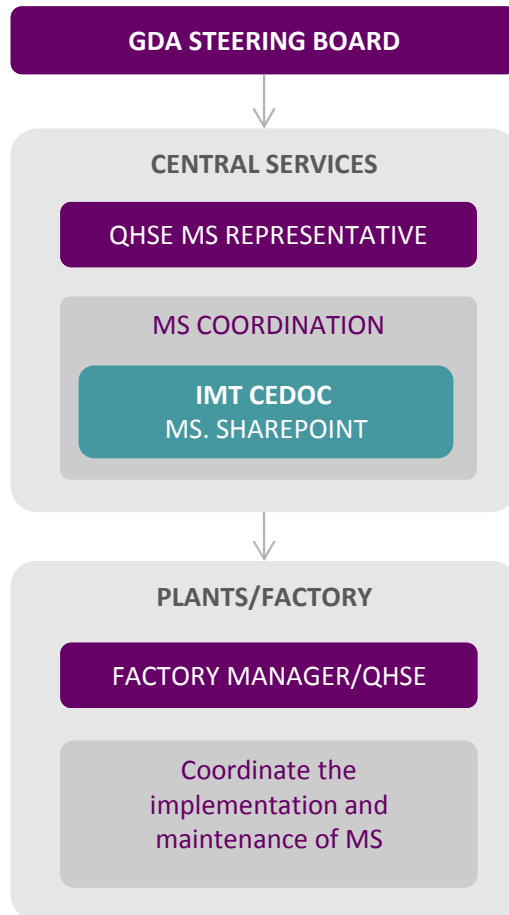 GDA STEERING BOARD
CENTRAL SERVICES
QHSE MS REPRESENTATIVE
MS COORDINATION
IMT CEDOC
MS. SHAREPOINT
PLANTS/FACTORY
FACTORY MANAGER/QHSE
Coordinate the
implementation and
maintenance of MS